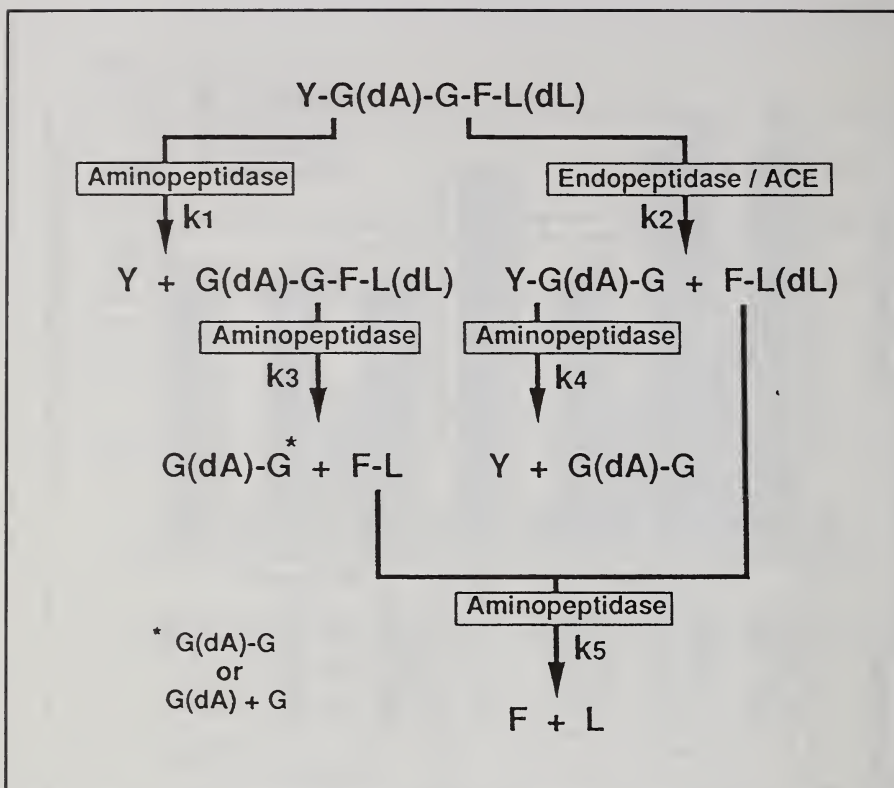 Y-G(dA)-G-F-L(dL)
Aminopeptidase
Endopeptidase / ACE
k1
k2
Y + G(dA)-G-F-L(dL)
Y-G(dA)-G + F-L(dL)
Aminopeptidase
Aminopeptidase
k3
k4
G(dA)-G* + F-L
Y + G(dA)-G
Aminopeptidase
k5
* G(dA)-G
or
G(dA) + G
F + L